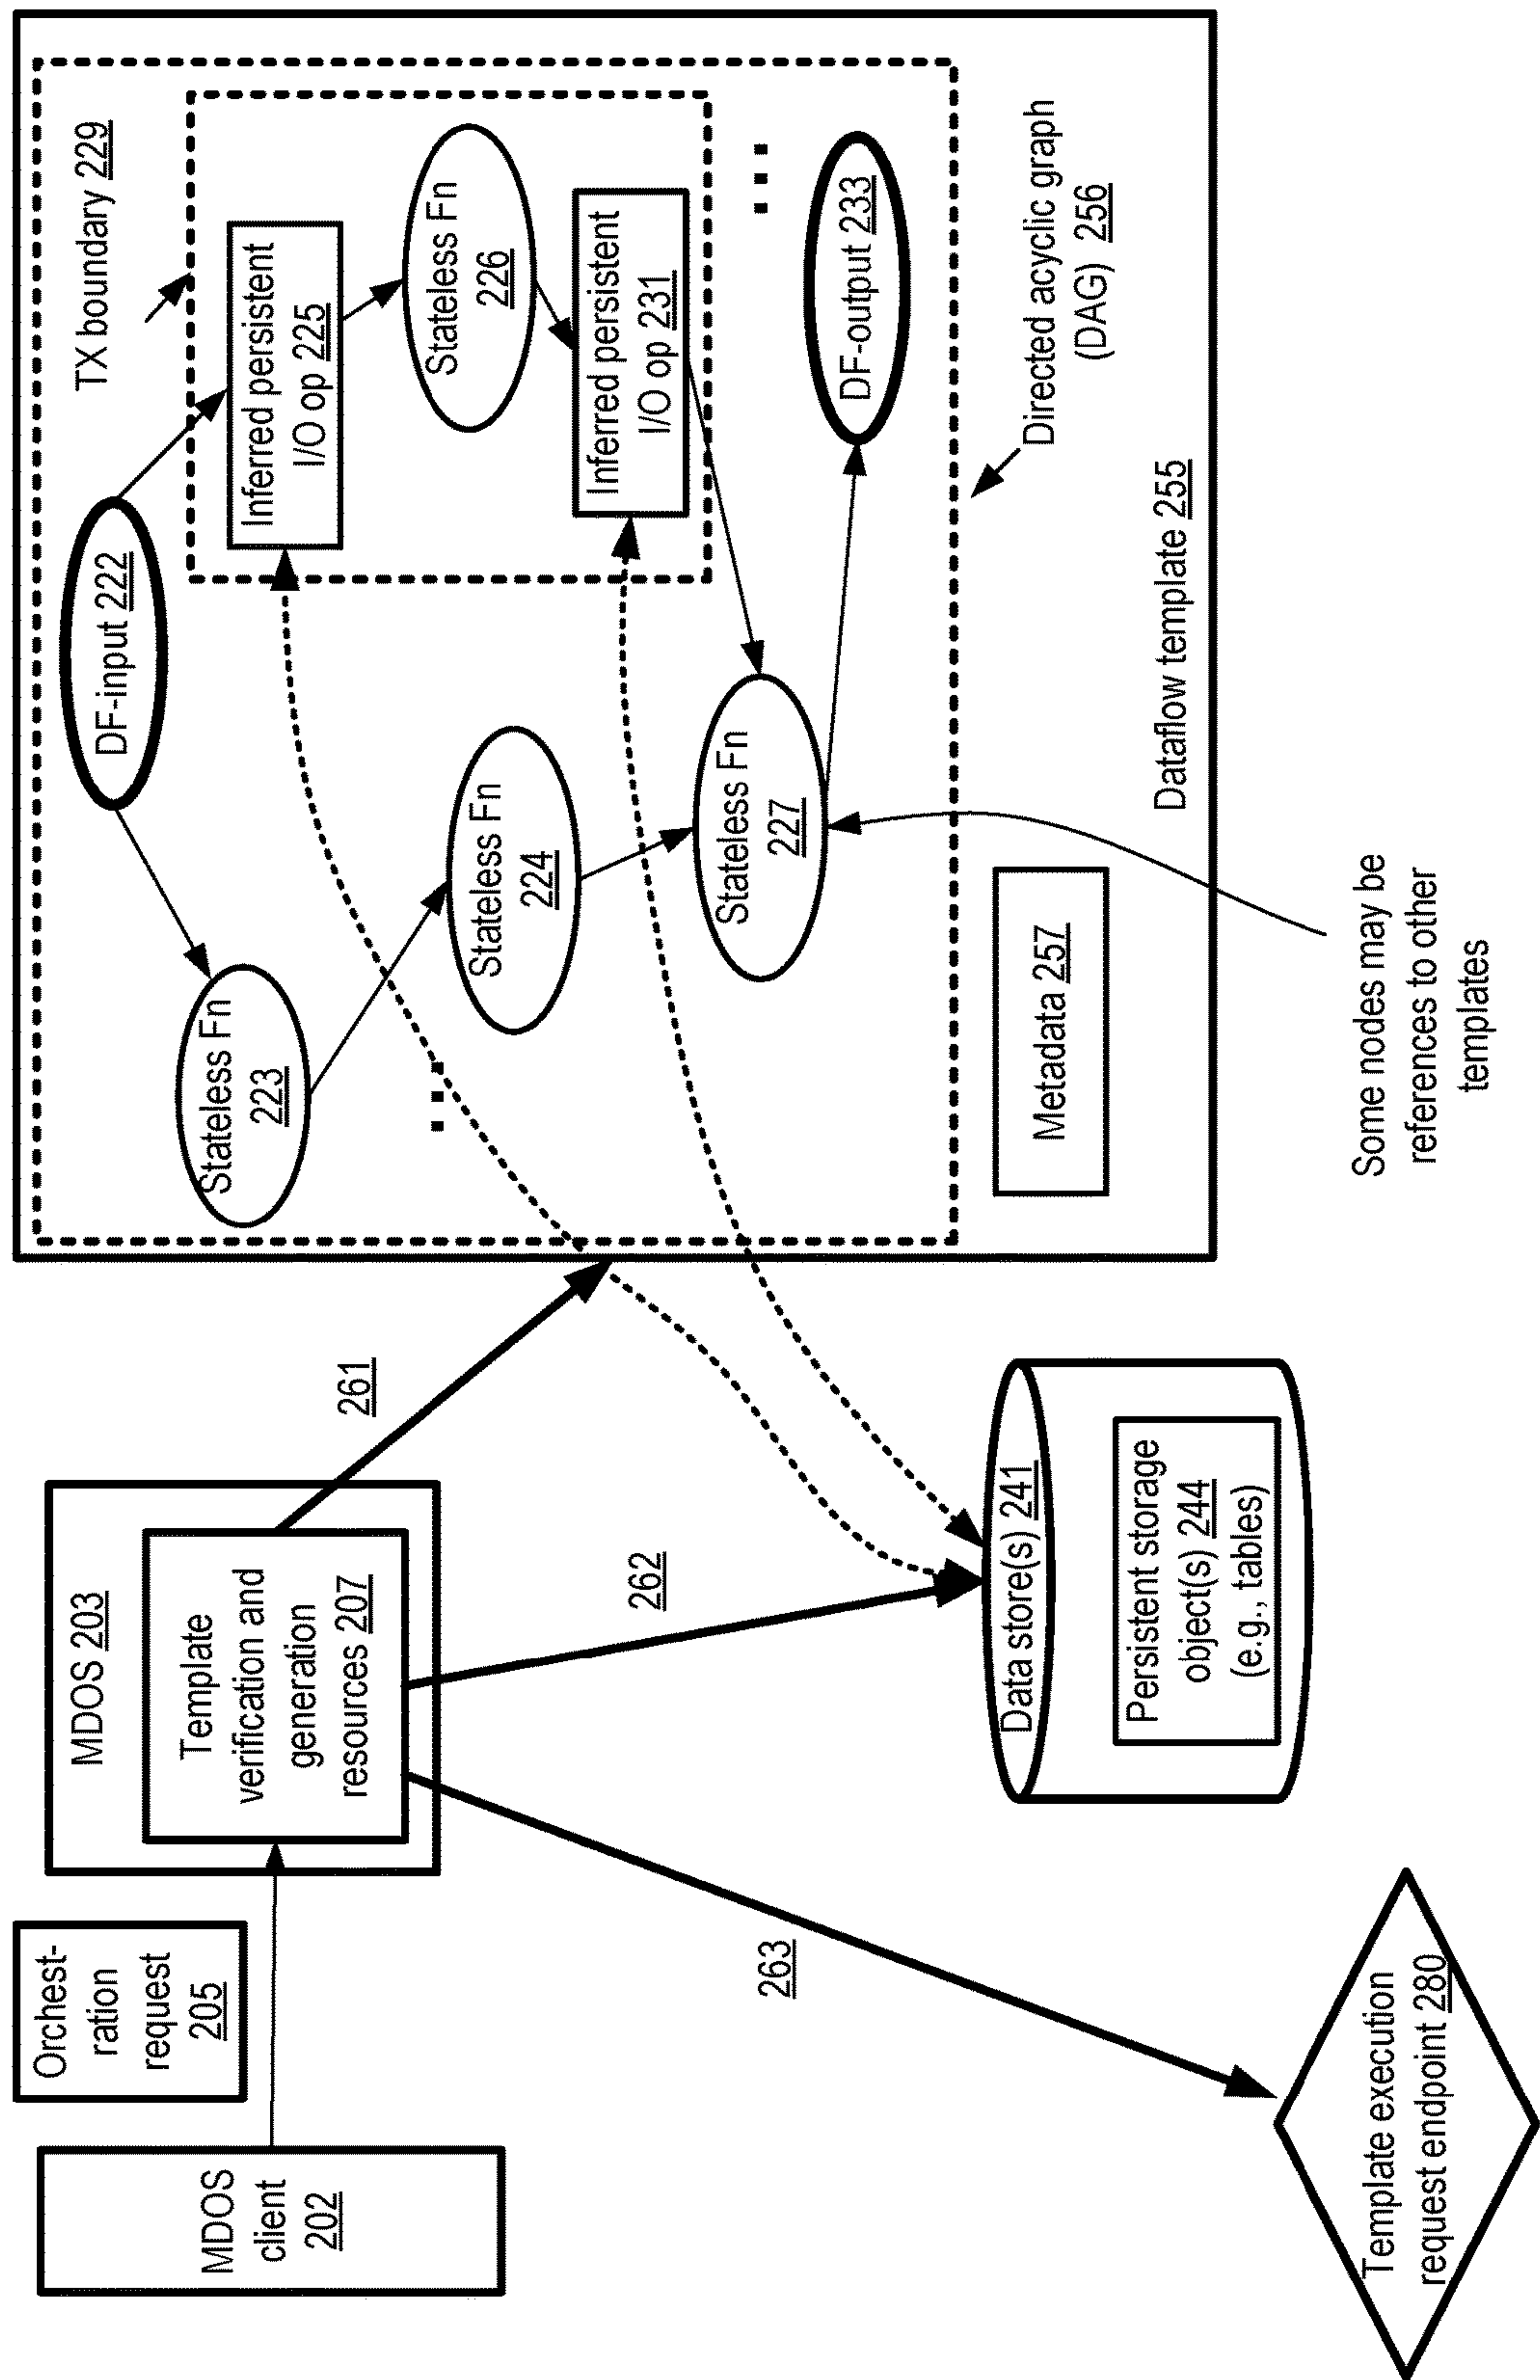 MDOS
client
202
Orchest-
ration
request
205
MDOS 203
Template
verification and
generation
resources 207
261
262
263
Template execution
request endpoint 280
Data store(s) 241
Persistent storage
object(s) 244
(e.g., tables)
TX boundary 229
DF-input 222
Stateless Fn
223
Stateless Fn
224
Inferred persistent
I/O op 225
Stateless Fn
226
Inferred persistent
I/O op 231
Stateless Fn
227
DF-output 233
Directed acyclic graph
(DAG) 256
Metadata 257
Dataflow template 255
Some nodes may be
references to other
templates